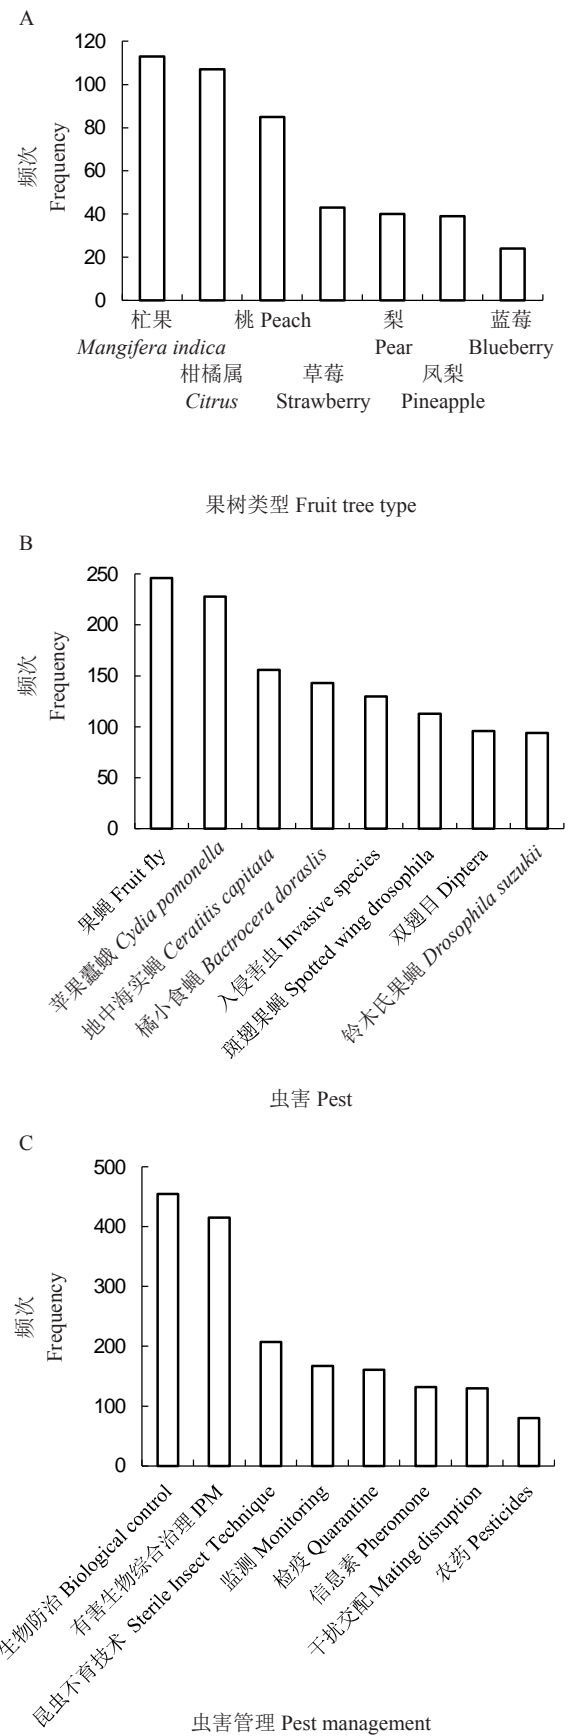 A
120
100
80
60
40
20
0
频次
Frequency
杧果
Mangifera indica
柑橘属
Citrus
桃 Peach
草莓
Strawberry
梨
Pear
凤梨
Pineapple
蓝莓
Blueberry
果树类型 Fruit tree type
B
250
200
150
100
50
0
频次
Frequency
果蝇 Fruit fly
苹果蠹蛾 Cydia pomonella
地中海实蝇 Ceratitis capitata
橘小食蝇 Bactrocera doraslis
入侵害虫 Invasive species
斑翅果蝇 Spotted wing drosophila
双翅目 Diptera
铃木氏果蝇 Drosophila suzukii
虫害 Pest
C
500
400
300
200
100
0
频次
Frequency
生物防治 Biological control
有害生物综合治理 IPM
昆虫不育技术 Sterile Insect Technique
监测 Monitoring
检疫 Quarantine
信息素 Pheromone
干扰交配 Mating disruption
农药 Pesticides
虫害管理 Pest management